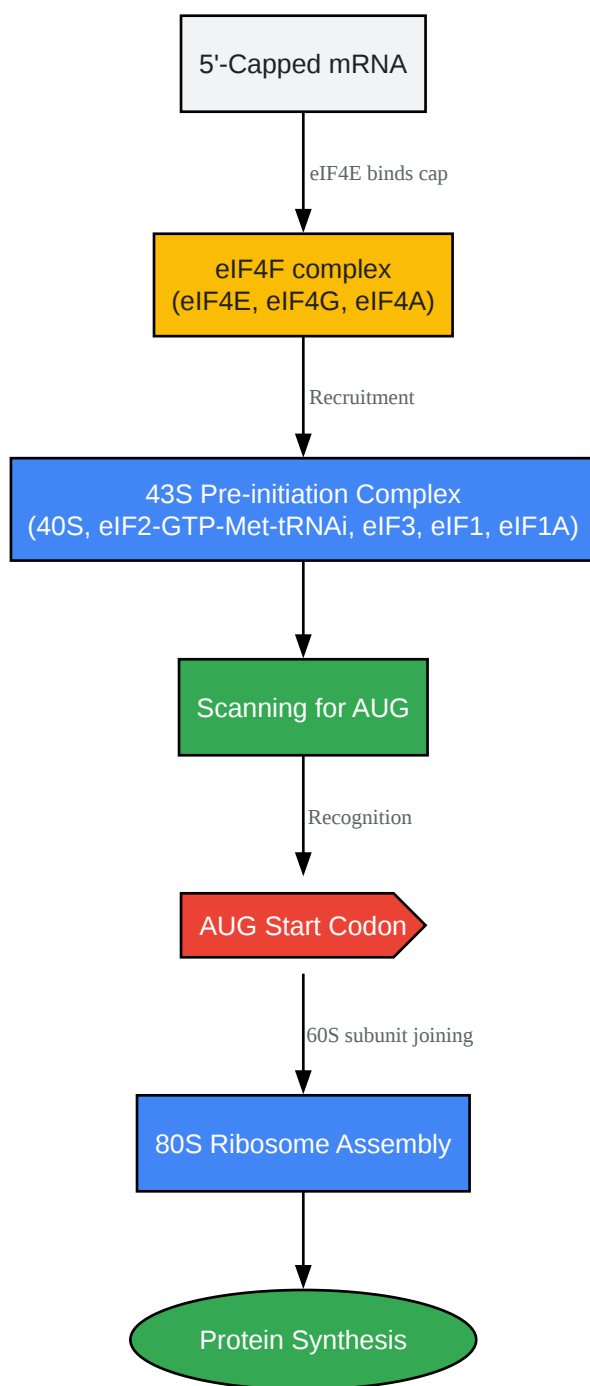 5'-Capped mRNA
eIF4E binds cap
eIF4F complex
(eIF4E, eIF4G, eIF4A)
Recruitment
43S Pre-initiation Complex
(40S, eIF2-GTP-Met-tRNAi, eIF3, eIF1, eIF1A)
Scanning for AUG
Recognition
AUG Start Codon
60S subunit joining
80S Ribosome Assembly
Protein Synthesis